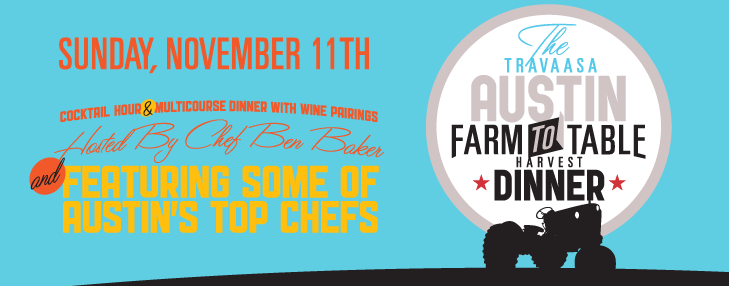 SUNDAY, NOVEMBER 11TH
COCKTAIL HOUR & MULTICOURSE DINNER WITH WINE PAIRINGS
Hosted By Chef Ben Baker
and FEATURING SOME OF
AUSTIN'S TOP CHEFS
The
TRAVAASA
AUSTIN
FARM TO TABLE
HARVEST
DINNER